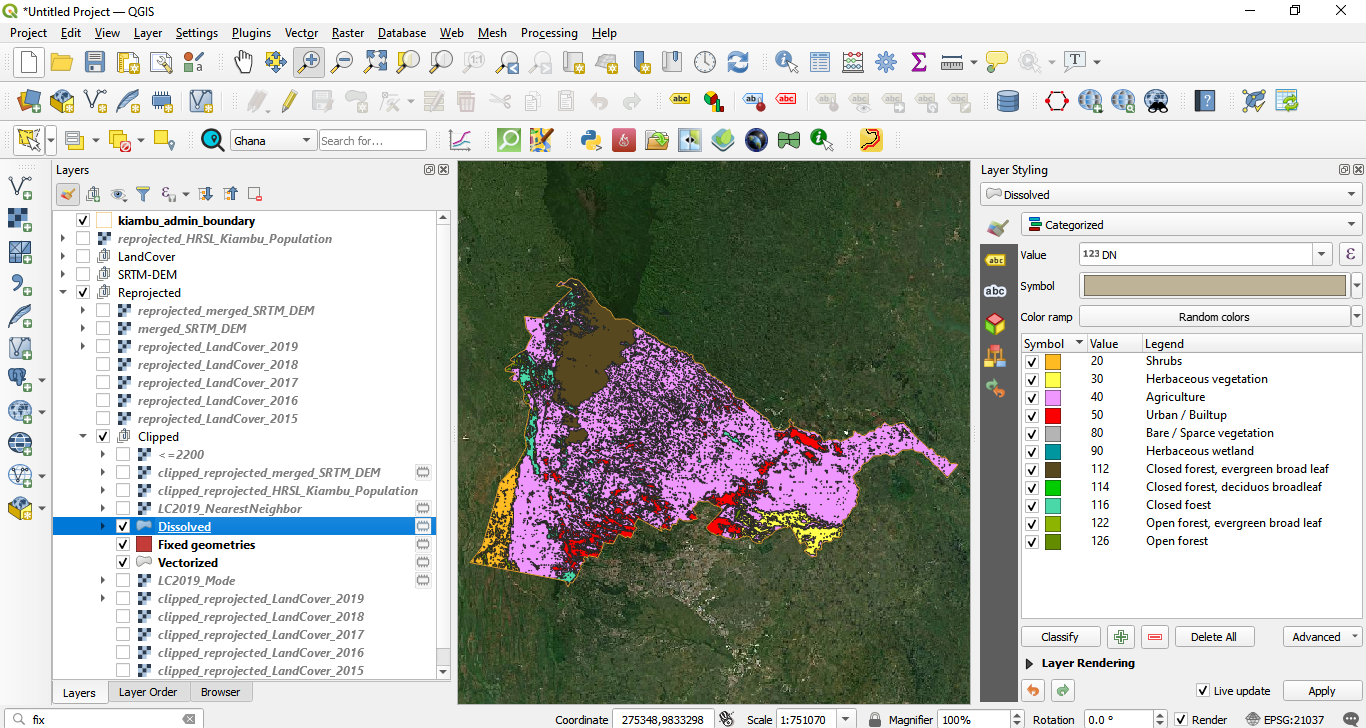 *Untitled Project — QGIS
Project Edit View Layer Settings Plugins Vector Raster Database Web Mesh Processing Help
Ghana Search for...
Layers
kiambu_admin_boundary
reprojected_HRSL_Kiambu_Population
LandCover
SRTM-DEM
Reprojected
reprojected_merged_SRTM_DEM
merged_SRTM_DEM
reprojected_LandCover_2019
reprojected_LandCover_2018
reprojected_LandCover_2017
reprojected_LandCover_2016
reprojected_LandCover_2015
Clipped
<=2200
clipped_reprojected_merged_SRTM_DEM
clipped_reprojected_HRSL_Kiambu_Population
LC2019_NearestNeighbor
Dissolved
Fixed geometries
Vectorized
LC2019_Mode
clipped_reprojected_LandCover_2019
clipped_reprojected_LandCover_2018
clipped_reprojected_LandCover_2017
clipped_reprojected_LandCover_2016
clipped_reprojected_LandCover_2015
Layers Layer Order Browser
Layer Styling
Dissolved
Categorized
Value 123 DN
Symbol
Color ramp Random colors
Symbol Value Legend
20 Shrubs
30 Herbaceous vegetation
40 Agriculture
50 Urban / Builtup
80 Bare / Sparce vegetation
90 Herbaceous wetland
112 Closed forest, evergreen broad leaf
114 Closed forest, deciduos broadleaf
116 Closed foest
122 Open forest, evergreen broad leaf
126 Open forest
Classify Delete All Advanced
Layer Rendering
Live update Apply
fix Coordinate 275348,9833298 Scale 1:751070 Magnifier 100% Rotation 0.0 ° Render EPSG:21037